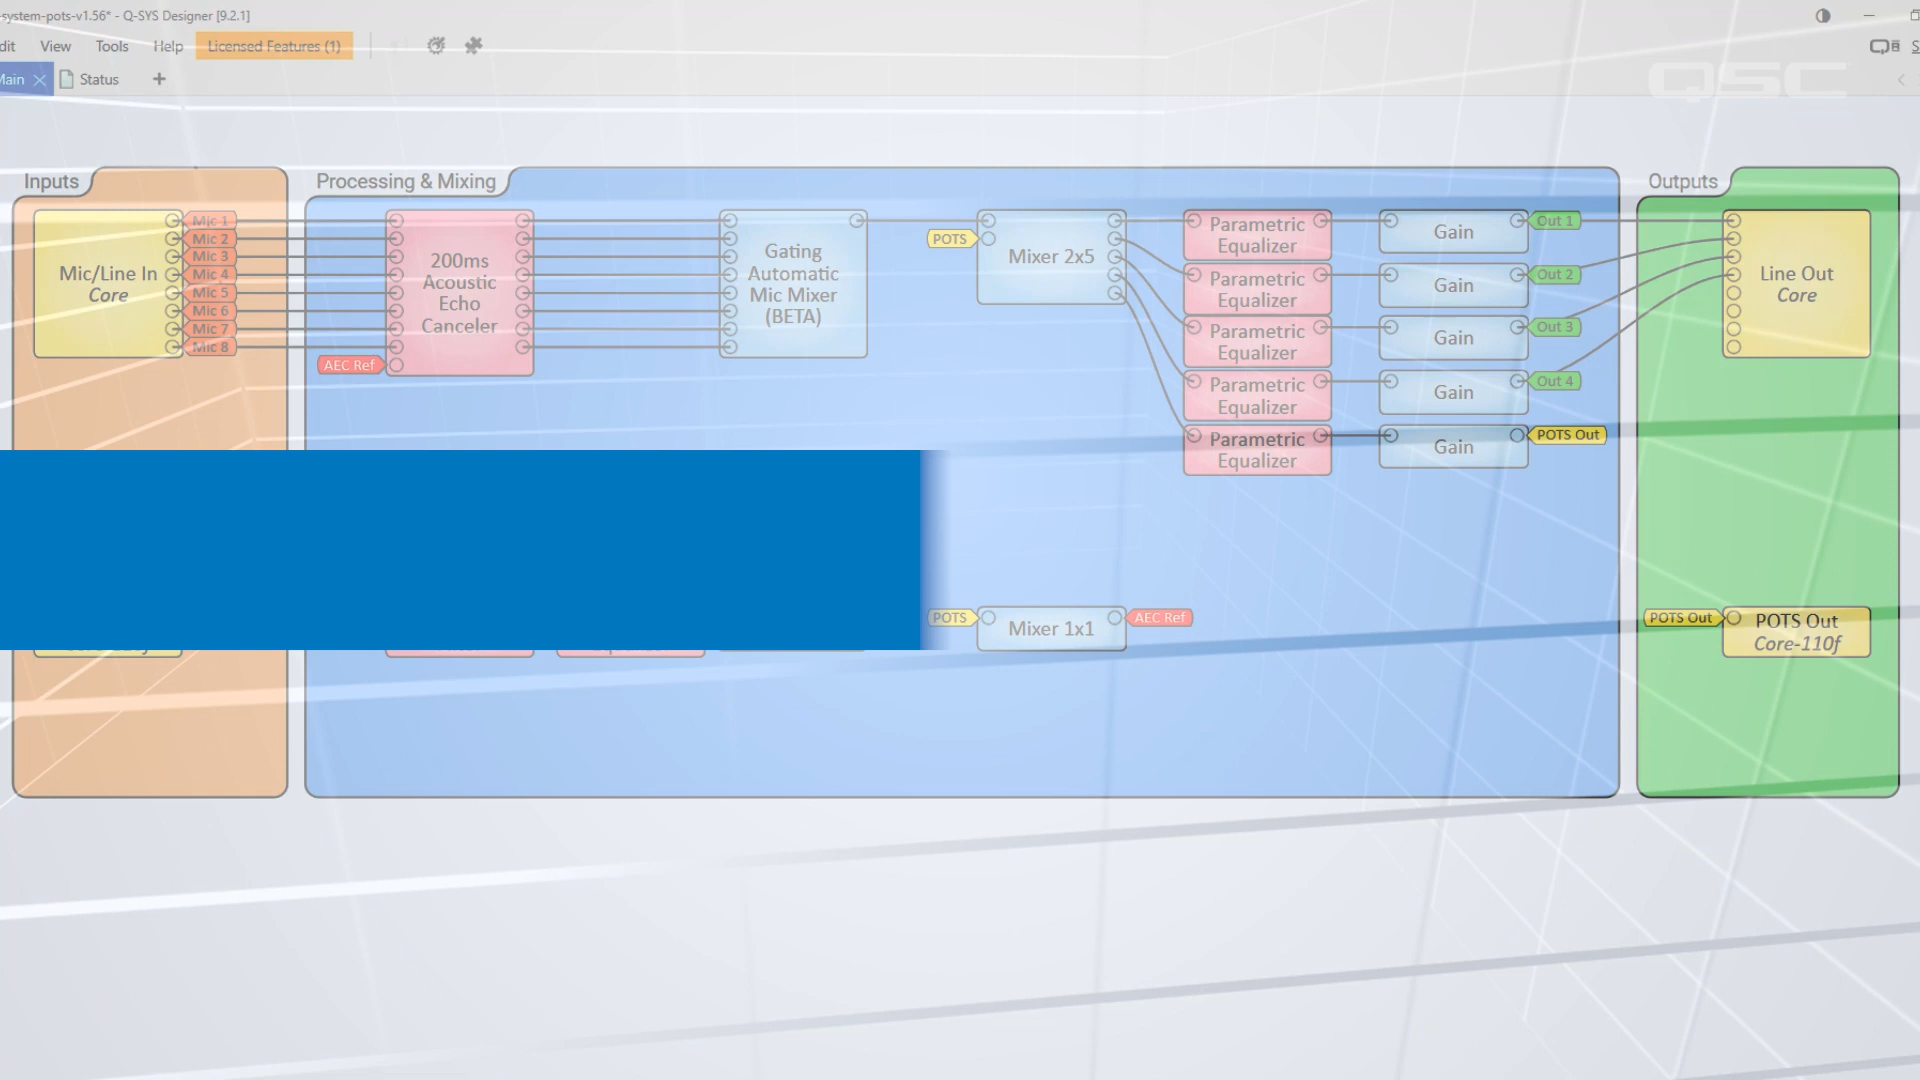 -system-pots-v1.56* - Q-SYS Designer [9.2.1]
dit View Tools Help Licensed Features (1)
Main Status +
QSC
Inputs
Processing & Mixing
Outputs
Mic/Line In
Core
Mic 1
Mic 2
Mic 3
Mic 4
Mic 5
Mic 6
Mic 7
Mic 8
AEC Ref
200ms
Acoustic
Echo
Canceler
Gating
Automatic
Mic Mixer
(BETA)
POTS
Mixer 2x5
Parametric
Equalizer
Parametric
Equalizer
Parametric
Equalizer
Parametric
Equalizer
Parametric
Equalizer
Gain
Gain
Gain
Gain
Gain
Out 1
Out 2
Out 3
Out 4
POTS Out
Line Out
Core
POTS
Mixer 1x1
AEC Ref
POTS Out
POTS Out
Core-110f